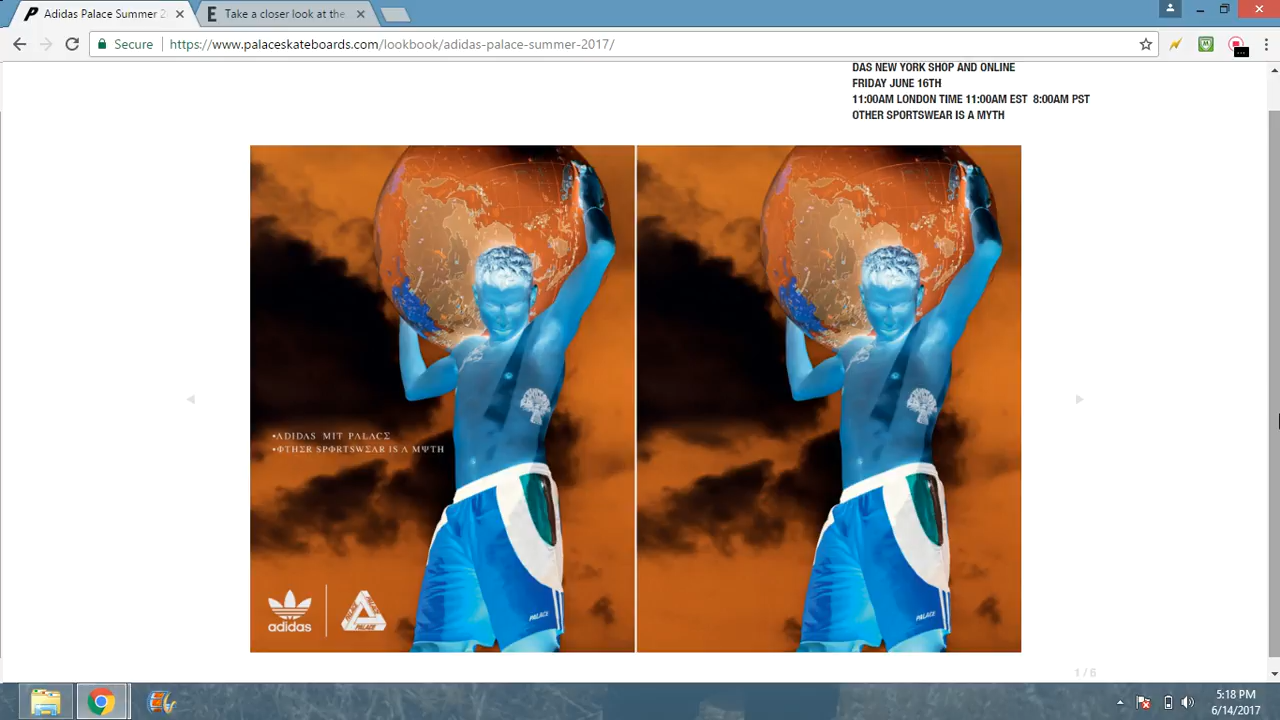 Adidas Palace Summer 2
Take a closer look at the
Secure
https://www.palaceskateboards.com/lookbook/adidas-palace-summer-2017/
DAS NEW YORK SHOP AND ONLINE
FRIDAY JUNE 16TH
11:00AM LONDON TIME 11:00AM EST 8:00AM PST
OTHER SPORTSWEAR IS A MYTH
•ADIDAS MIT PALACΣ
•ΦTHΣR SPΦRTSWΣAR IS Λ MΨTH
adidas
PALACE
PALACE
PALACE
1 / 6
5:18 PM
6/14/2017